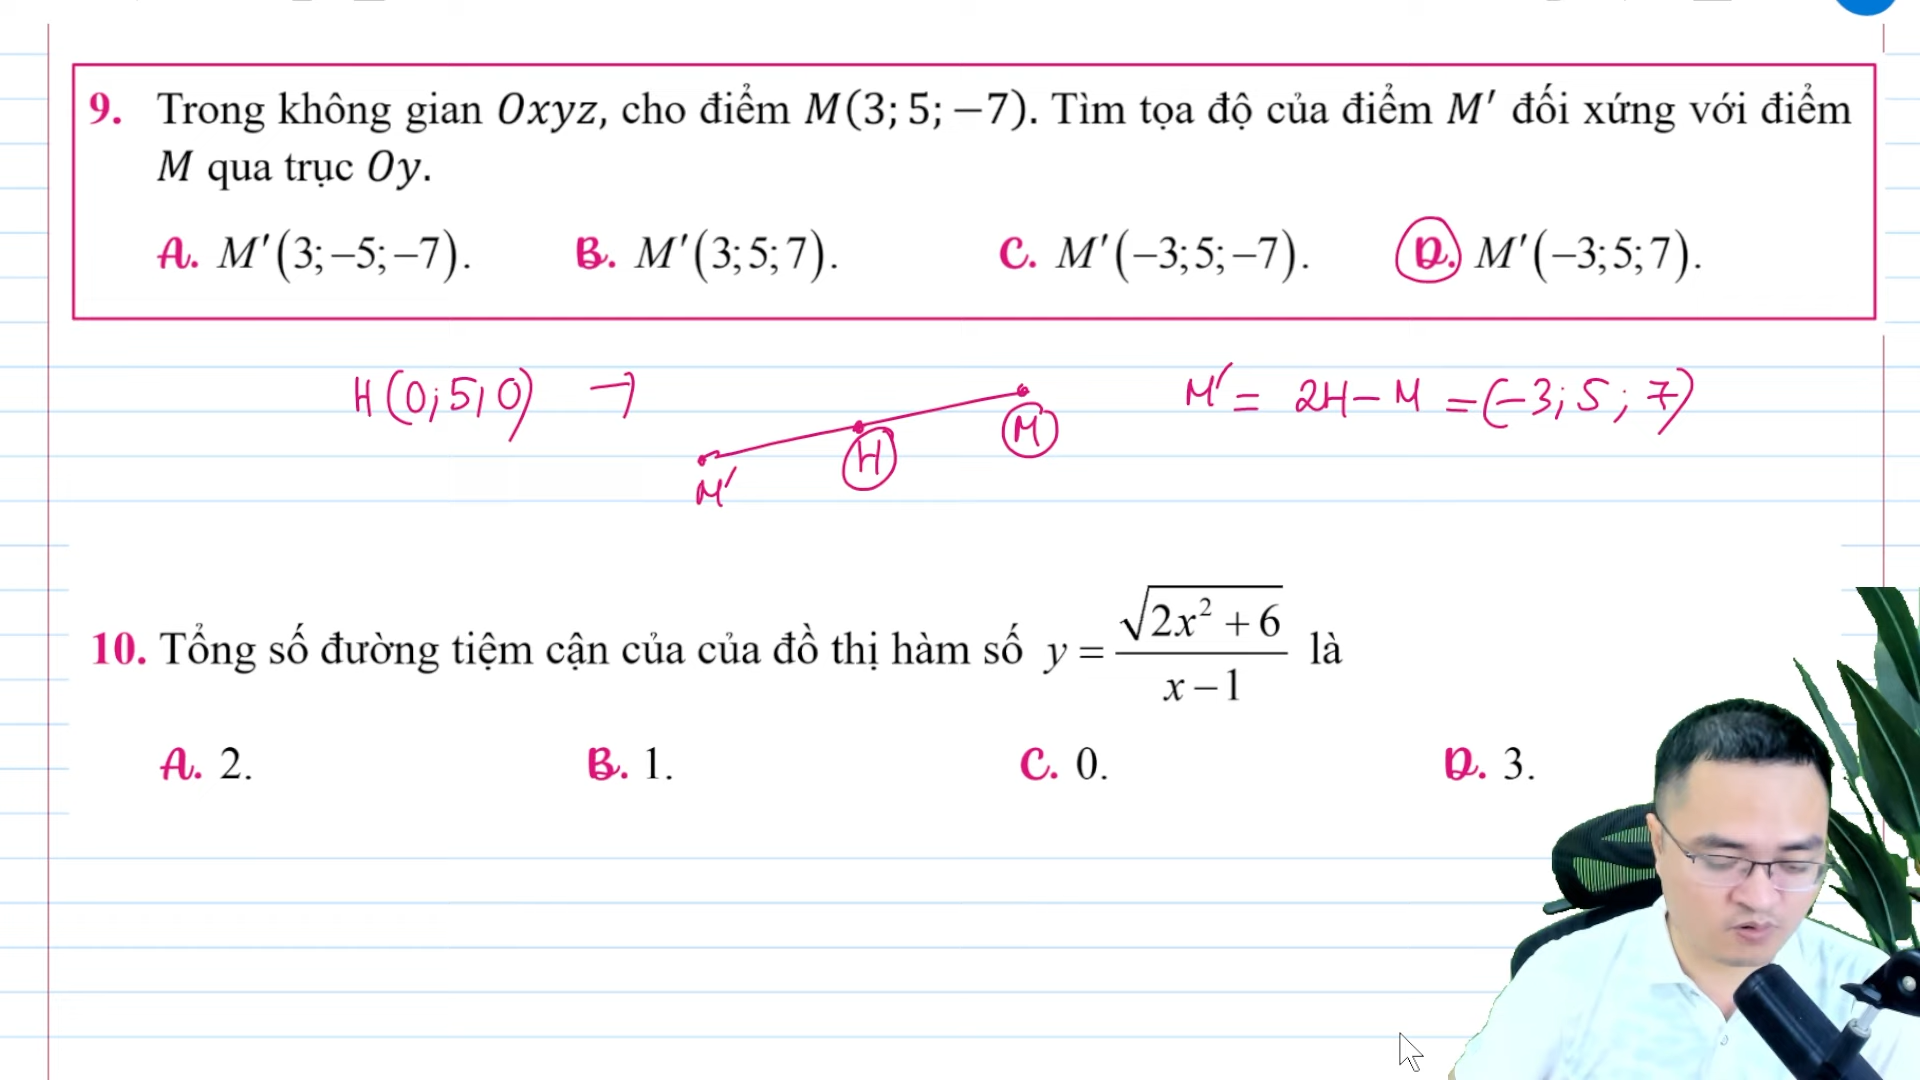 9. Trong không gian Oxyz, cho điểm M(3; 5; −7). Tìm tọa độ của điểm M′ đối xứng với điểm
M qua trục Oy.
A. M′(3;−5;−7). B. M′(3;5;7). C. M′(−3;5;−7). D. M′(−3;5;7).
H(0;5;0) → M′ H M M′ = 2H − M = (−3; 5; 7)
10. Tổng số đường tiệm cận của của đồ thị hàm số y = √(2x² + 6) / (x − 1) là
A. 2. B. 1. C. 0. D. 3.